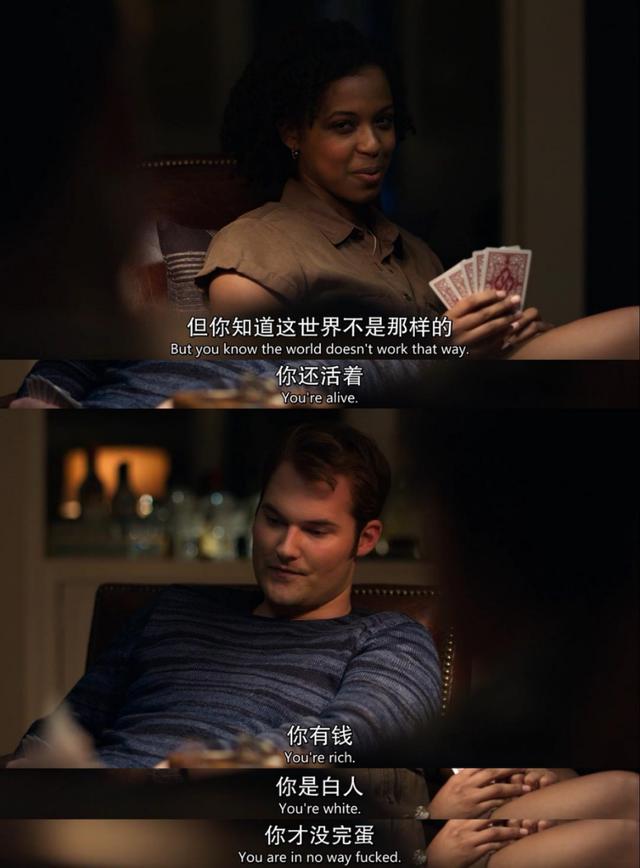 但你知道这世界不是那样的
But you know the world doesn't work that way.
你还活着
You're alive.
你有钱
You're rich.
你是白人
You're white.
你才没完蛋
You are in no way fucked.